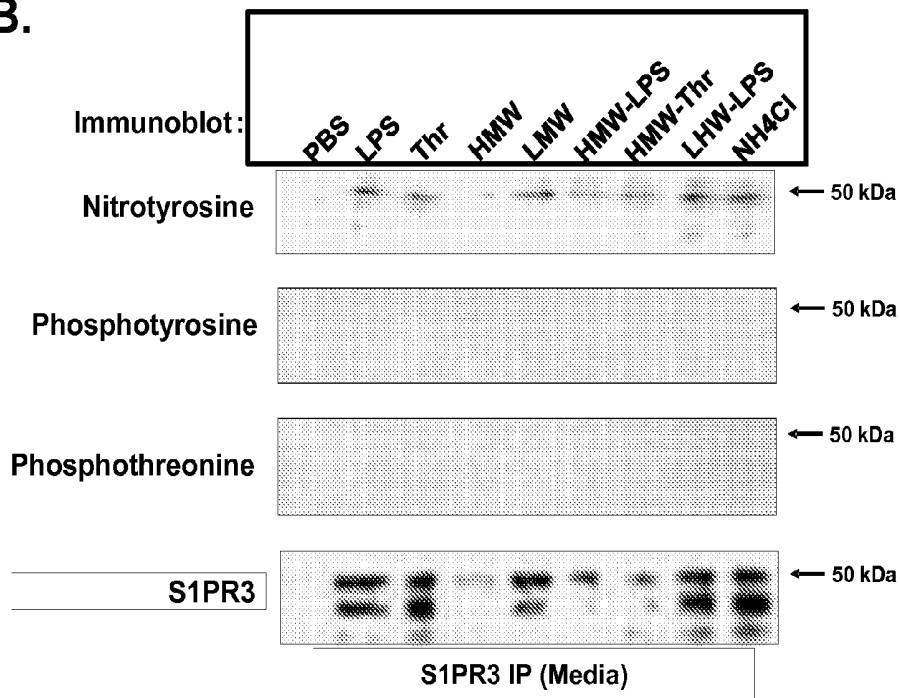 B.
Immunoblot:
PBS LPS Thr HMW LMW HMW-LPS HMW-Thr LHW-LPS NH4Cl
Nitrotyrosine
50 kDa
Phosphotyrosine
50 kDa
Phosphothreonine
50 kDa
S1PR3
50 kDa
S1PR3 IP (Media)